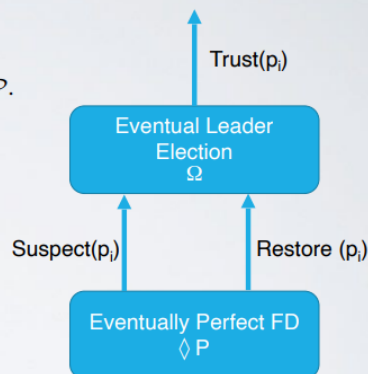 Trust(pᵢ)
Eventual Leader
Election
Ω
Suspect(pᵢ)
Restore (pᵢ)
Eventually Perfect FD
◊ P